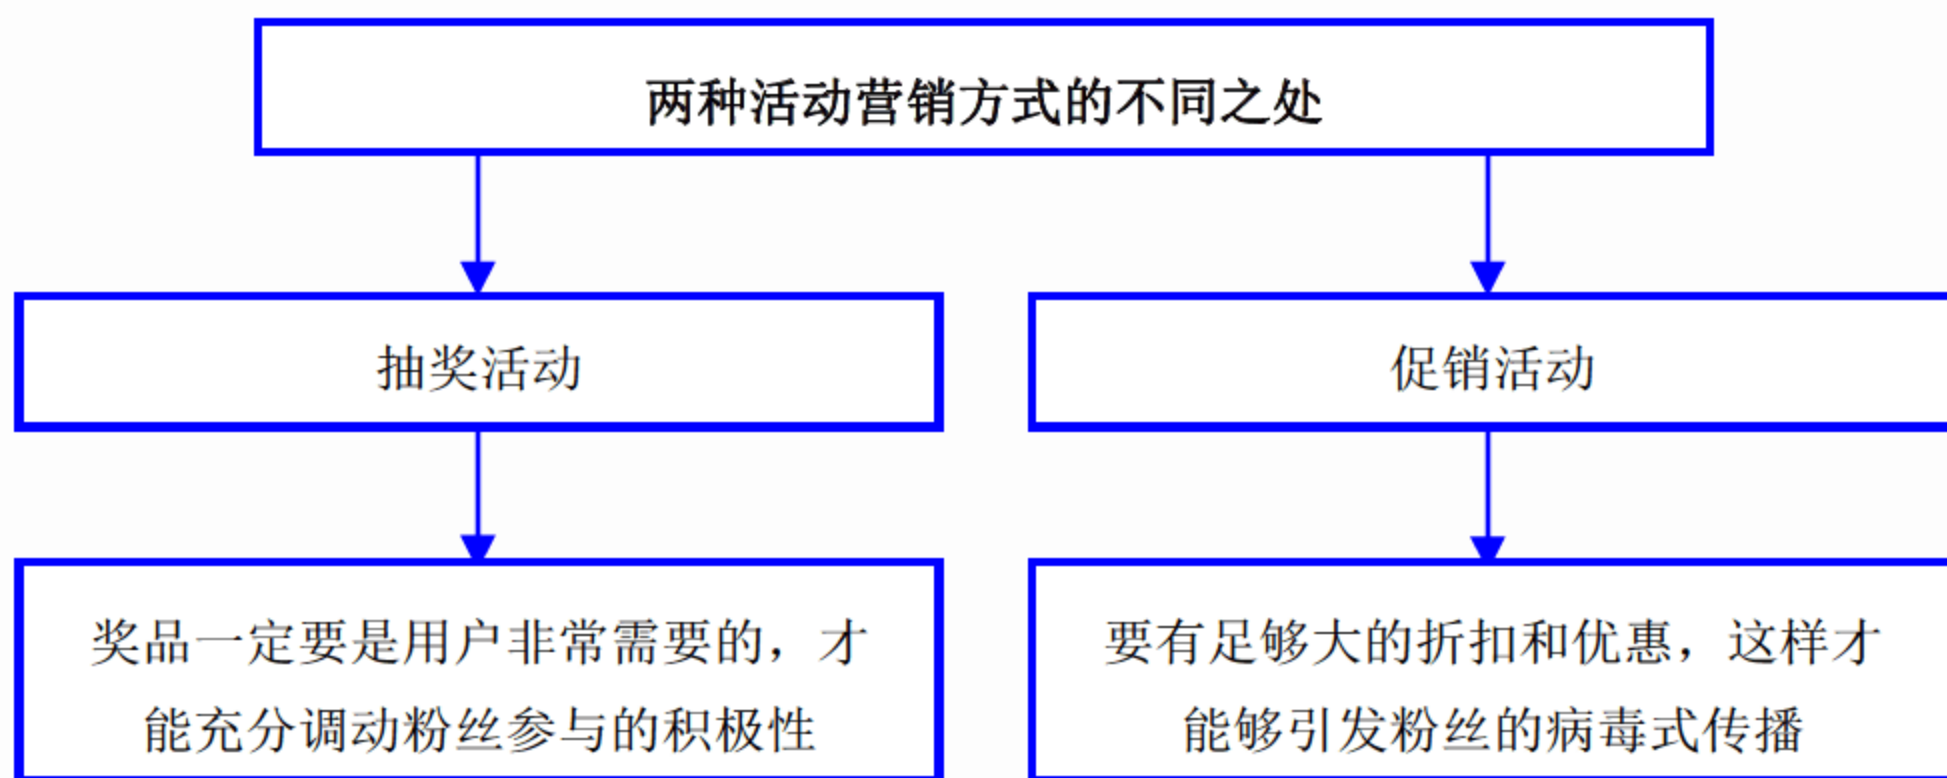 两种活动营销方式的不同之处
抽奖活动
促销活动
奖品一定要是用户非常需要的，才
能充分调动粉丝参与的积极性
要有足够大的折扣和优惠，这样才
能够引发粉丝的病毒式传播